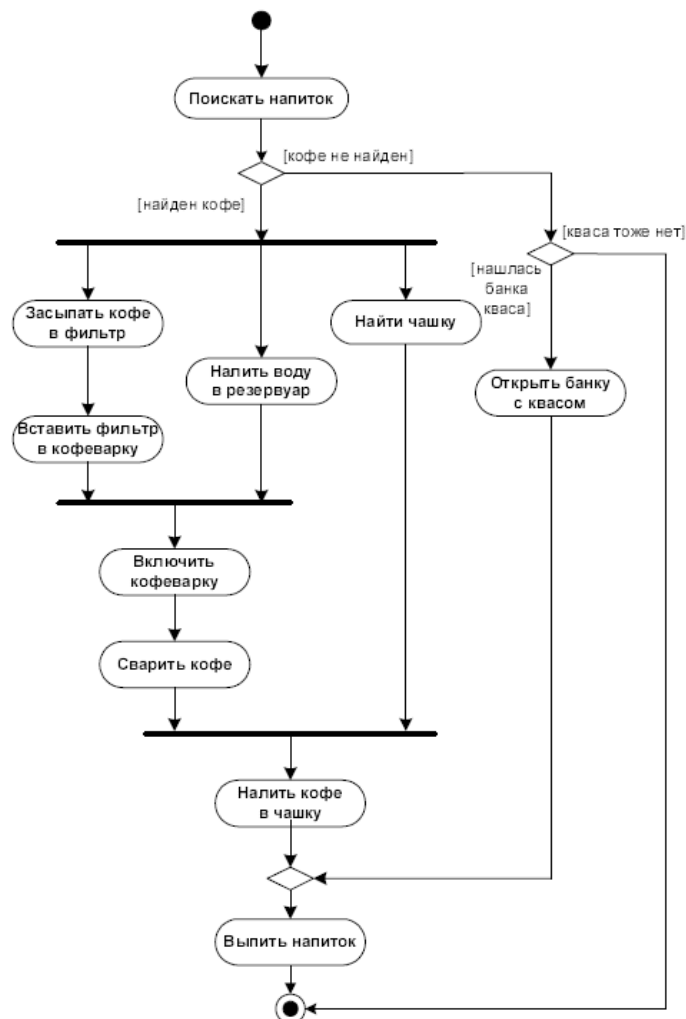 Поискать напиток
[кофе не найден]
[найден кофе]
[кваса тоже нет]
[нашлась
банка
кваса]
Засыпать кофе
в фильтр
Найти чашку
Налить воду
в резервуар
Открыть банку
с квасом
Вставить фильтр
в кофеварку
Включить
кофеварку
Сварить кофе
Налить кофе
в чашку
Выпить напиток